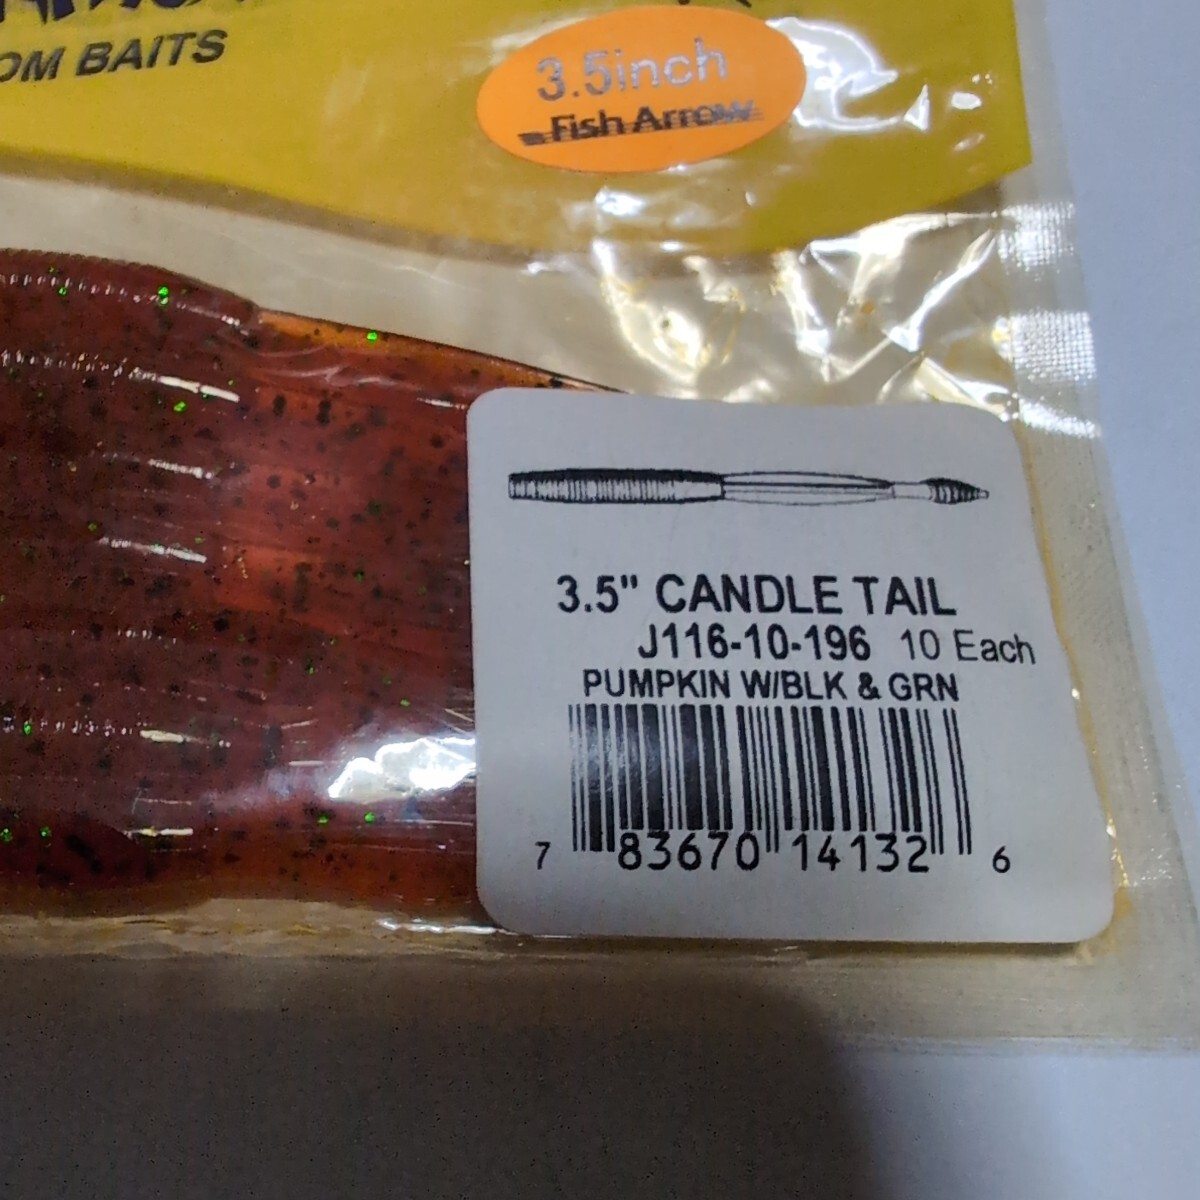 BAITS
3.5inch
Fish Arrow
3.5" CANDLE TAIL
J116-10-196 10 Each
PUMPKIN W/BLK & GRN
7 83670 14132 6